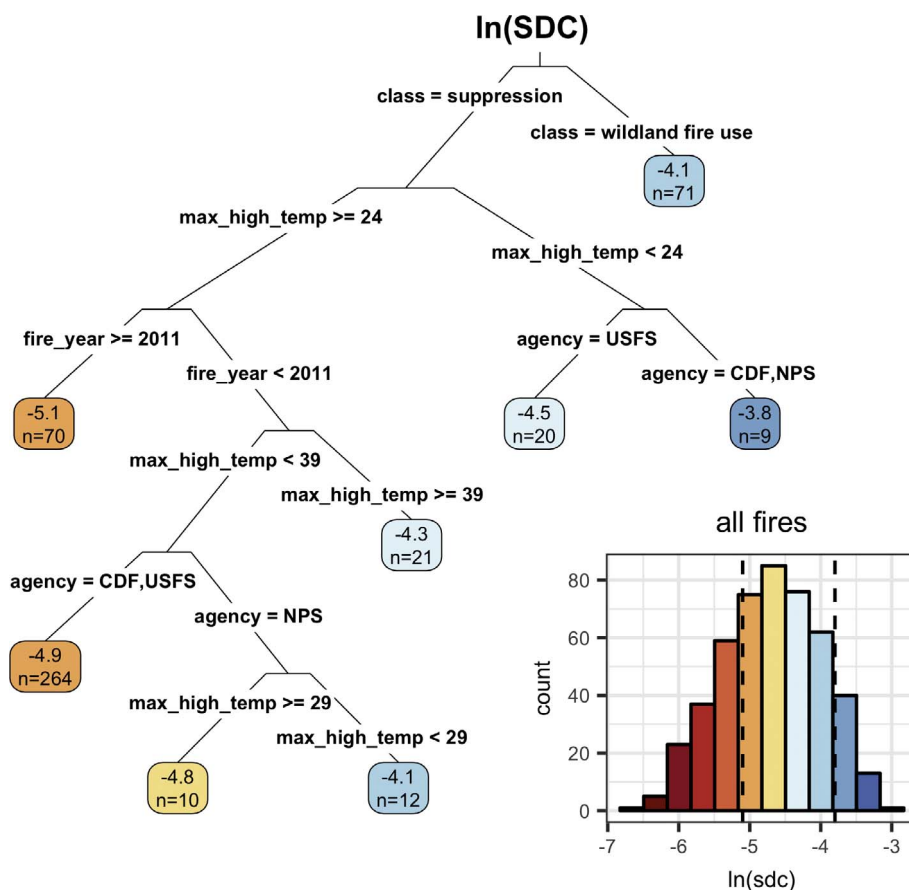 ln(SDC)
class = suppression
class = wildland fire use
-4.1
n=71
max_high_temp >= 24
max_high_temp < 24
fire_year >= 2011
agency = USFS
fire_year < 2011
agency = CDF,NPS
-5.1
n=70
-4.5
n=20
-3.8
n=9
max_high_temp < 39
max_high_temp >= 39
-4.3
n=21
agency = CDF,USFS
agency = NPS
-4.9
n=264
max_high_temp >= 29
max_high_temp < 29
-4.8
n=10
-4.1
n=12
all fires
80
60
40
20
0
count
-7 -6 -5 -4 -3
ln(sdc)